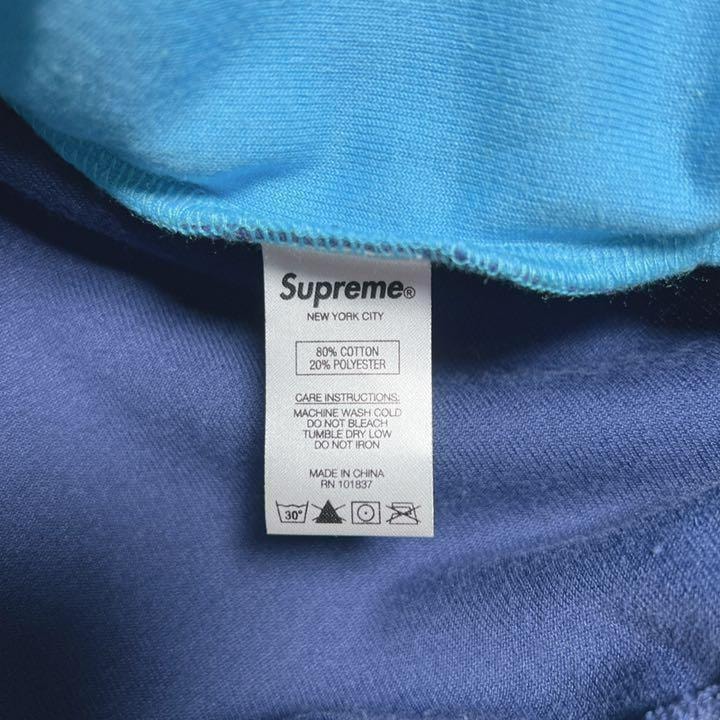 Supreme®
NEW YORK CITY
80% COTTON
20% POLYESTER
CARE INSTRUCTIONS:
MACHINE WASH COLD
DO NOT BLEACH
TUMBLE DRY LOW
DO NOT IRON
MADE IN CHINA
RN 101837
30°